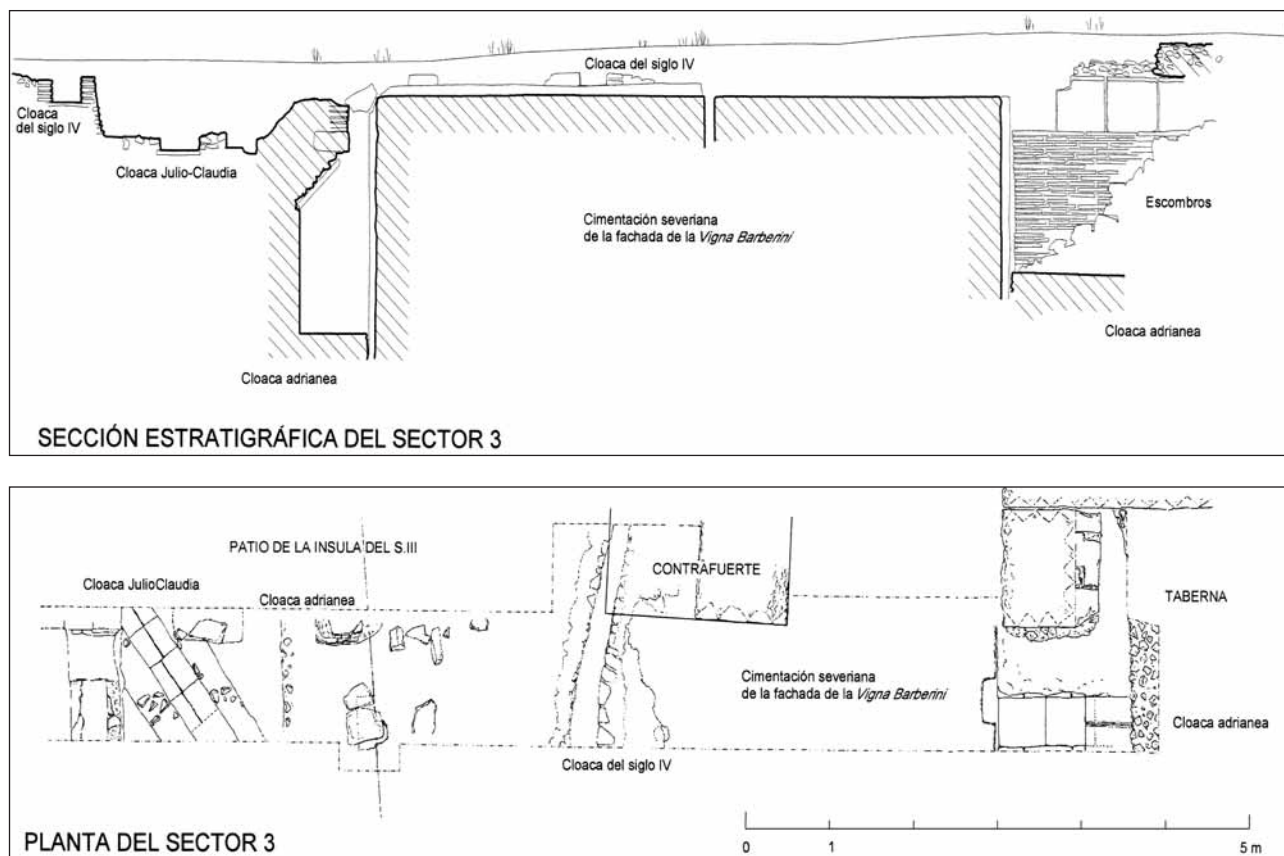 Cloaca del siglo IV
Cloaca
del siglo IV
Cloaca Julio-Claudia
Escombros
Cimentación severiana
de la fachada de la Vigna Barberini
Cloaca adrianea
Cloaca adrianea
SECCIÓN ESTRATIGRÁFICA DEL SECTOR 3
PATIO DE LA INSULA DEL S.III
CONTRAFUERTE
Cloaca JulioClaudia
Cloaca adrianea
TABERNA
Cimentación severiana
de la fachada de la Vigna Barberini
Cloaca adrianea
Cloaca del siglo IV
PLANTA DEL SECTOR 3
0 1 5 m